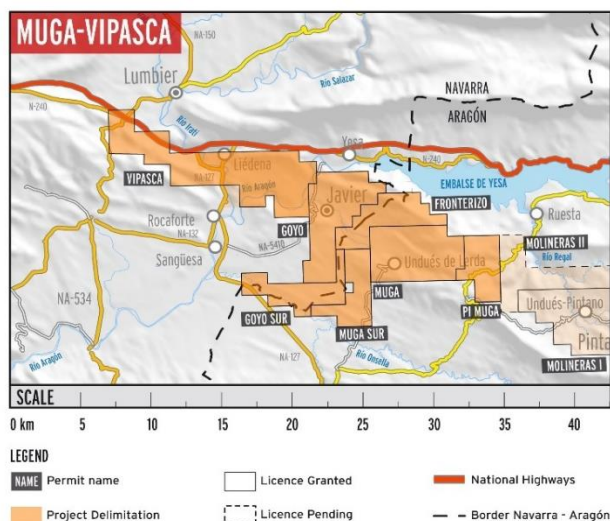 MUGA-VIPASCA
NA-150
Lumbier
Río Salazar
NAVARRA
ARAGÓN
N-240
Río Irati
Yesa
N-240
Liédena
NA-127
VIPASCA
Río Aragón
EMBALSE DE YESA
Javier
FRONTERIZO
Rocaforte
GOYO
Ruesta
NA-132
NA-5410
MOLINERAS II
Sangüesa
Río Regal
Undués de Lerda
NA-534
MUGA
Undués-Pintano
PI MUGA
GOYO SUR
MUGA SUR
Pinta
Río Aragón
NA-127
Río Onsella
MOLINERAS I
SCALE
0 km 5 10 15 20 25 30 35 40
LEGEND
NAME Permit name
Licence Granted
National Highways
Project Delimitation
Licence Pending
Border Navarra - Aragón